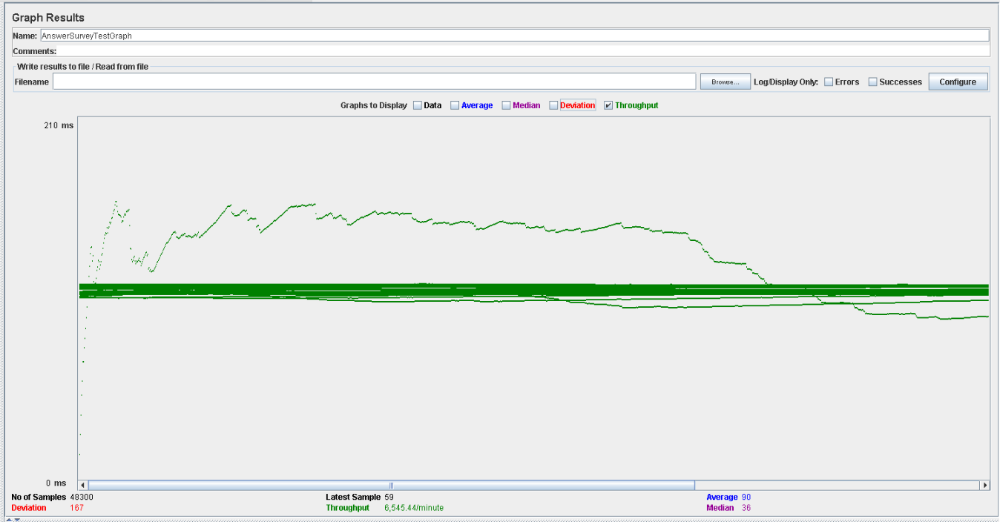 Graph Results
Name: AnswerSurveyTestGraph
Comments:
Write results to file / Read from file
Filename Browse... Log/Display Only: Errors Successes Configure
Graphs to Display Data Average Median Deviation Throughput
210 ms
0 ms
No of Samples 48300 Latest Sample 59 Average 90
Deviation 167 Throughput 6,545.44/minute Median 36